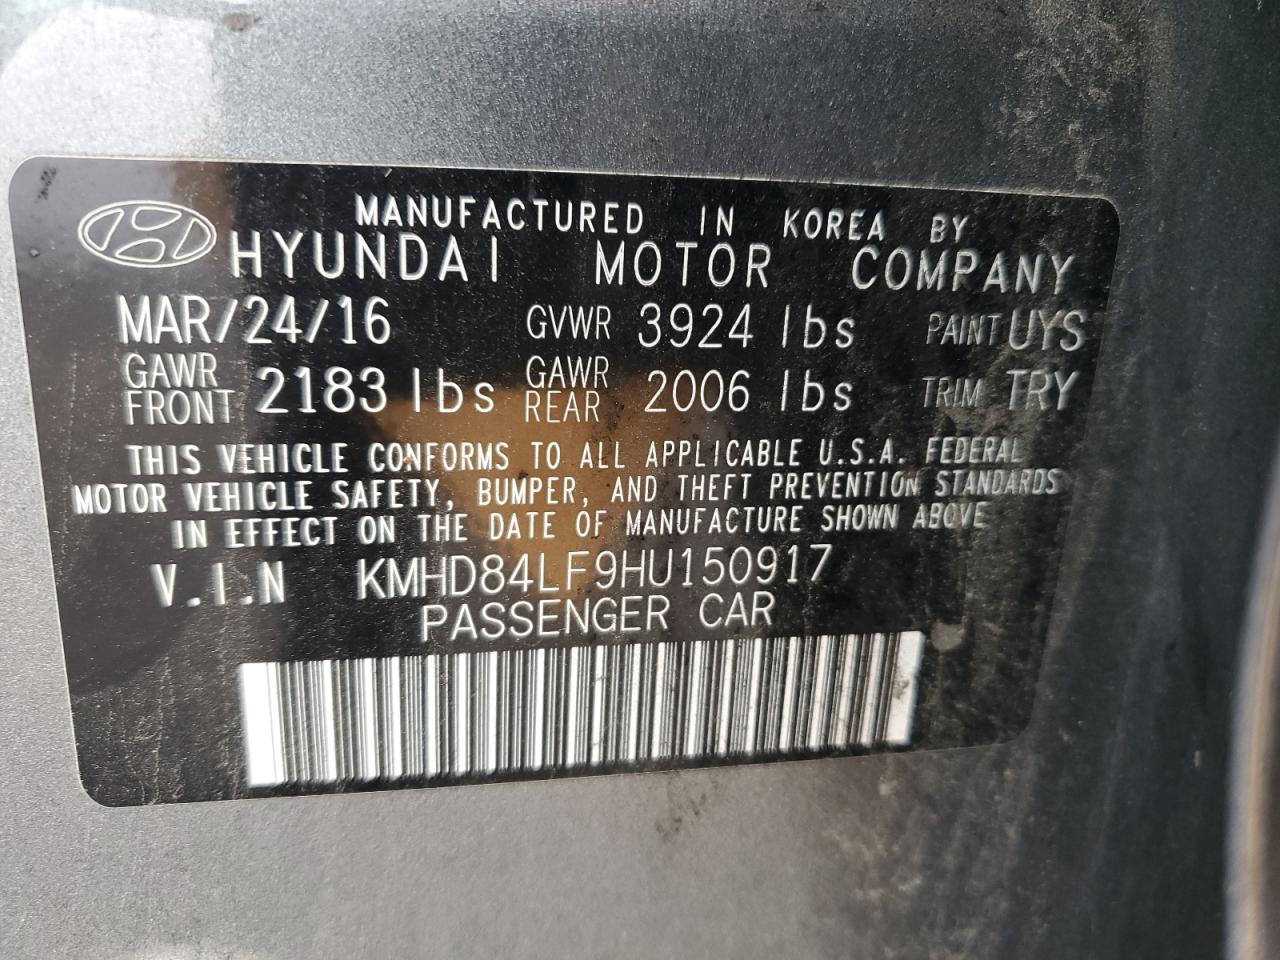 MANUFACTURED IN KOREA BY
HYUNDAI MOTOR COMPANY
MAR/24/16 GVWR 3924 lbs PAINT UYS
GAWR FRONT 2183 lbs GAWR REAR 2006 lbs TRIM TRY
THIS VEHICLE CONFORMS TO ALL APPLICABLE U.S.A. FEDERAL
MOTOR VEHICLE SAFETY, BUMPER, AND THEFT PREVENTION STANDARDS
IN EFFECT ON THE DATE OF MANUFACTURE SHOWN ABOVE
V.I.N KMHD84LF9HU150917
PASSENGER CAR